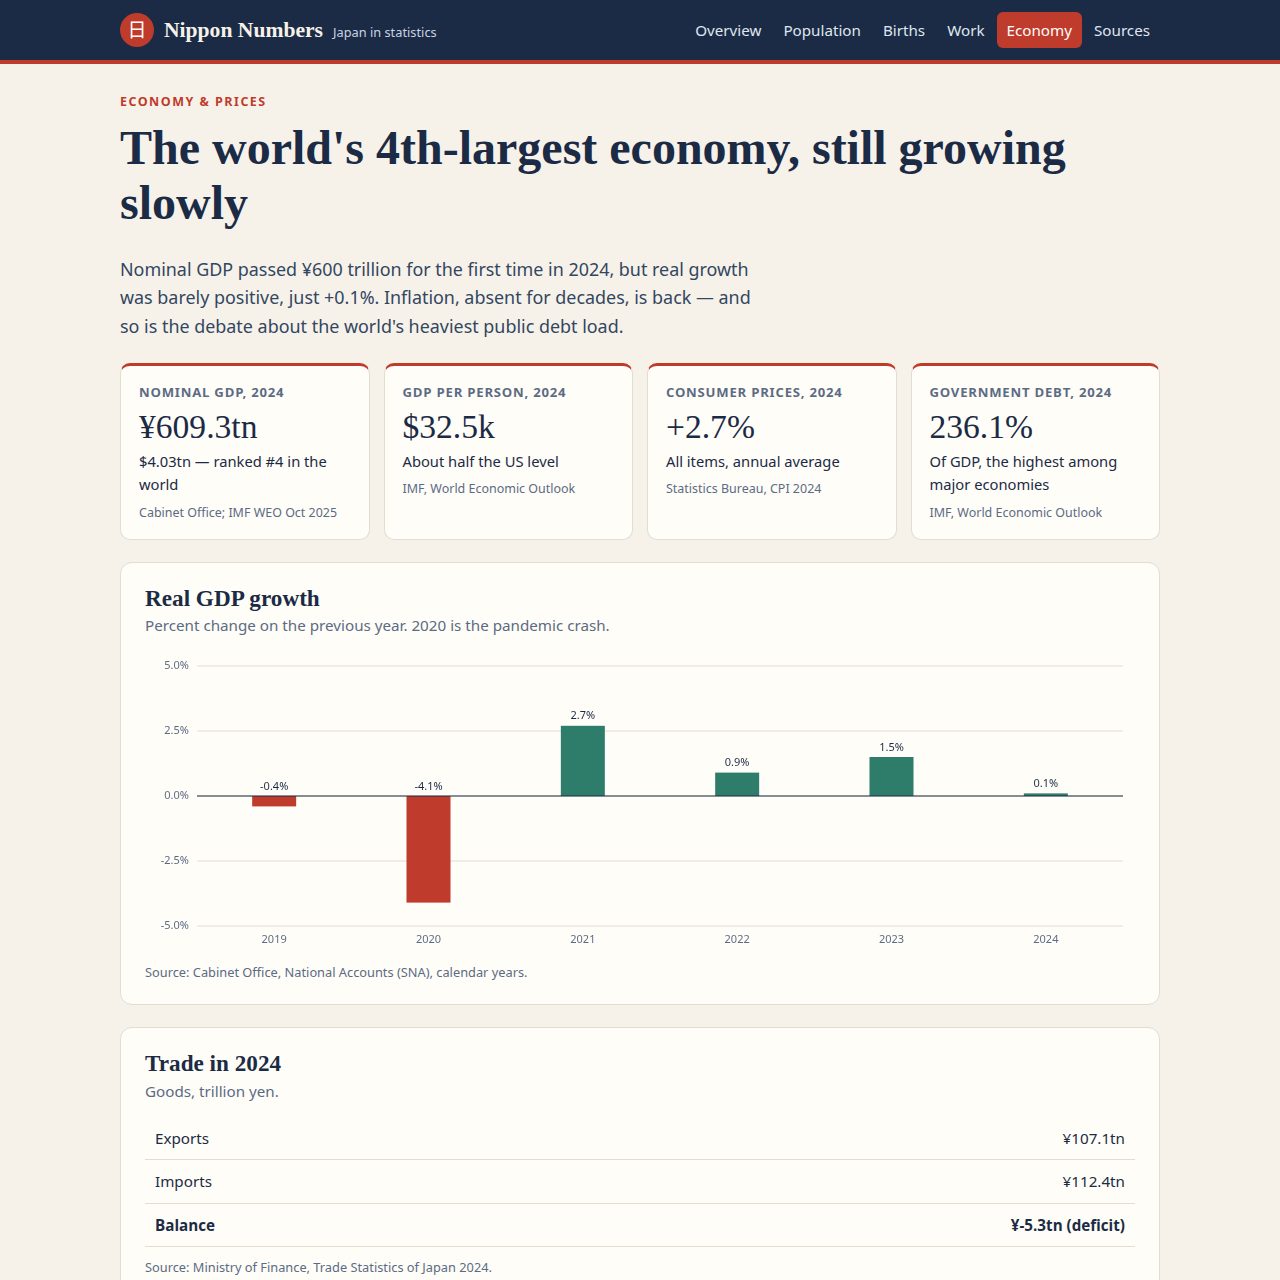 日 Nippon Numbers Japan in statistics Overview Population Births Work Economy Sources
ECONOMY & PRICES
The world's 4th-largest economy, still growing
slowly
Nominal GDP passed ¥600 trillion for the first time in 2024, but real growth
was barely positive, just +0.1%. Inflation, absent for decades, is back — and
so is the debate about the world's heaviest public debt load.
NOMINAL GDP, 2024
¥609.3tn
$4.03tn — ranked #4 in the
world
Cabinet Office; IMF WEO Oct 2025
GDP PER PERSON, 2024
$32.5k
About half the US level
IMF, World Economic Outlook
CONSUMER PRICES, 2024
+2.7%
All items, annual average
Statistics Bureau, CPI 2024
GOVERNMENT DEBT, 2024
236.1%
Of GDP, the highest among
major economies
IMF, World Economic Outlook
Real GDP growth
Percent change on the previous year. 2020 is the pandemic crash.
5.0%
2.5%
0.0%
-2.5%
-5.0%
-0.4%
-4.1%
2.7%
0.9%
1.5%
0.1%
2019 2020 2021 2022 2023 2024
Source: Cabinet Office, National Accounts (SNA), calendar years.
Trade in 2024
Goods, trillion yen.
Exports ¥107.1tn
Imports ¥112.4tn
Balance ¥-5.3tn (deficit)
Source: Ministry of Finance, Trade Statistics of Japan 2024.